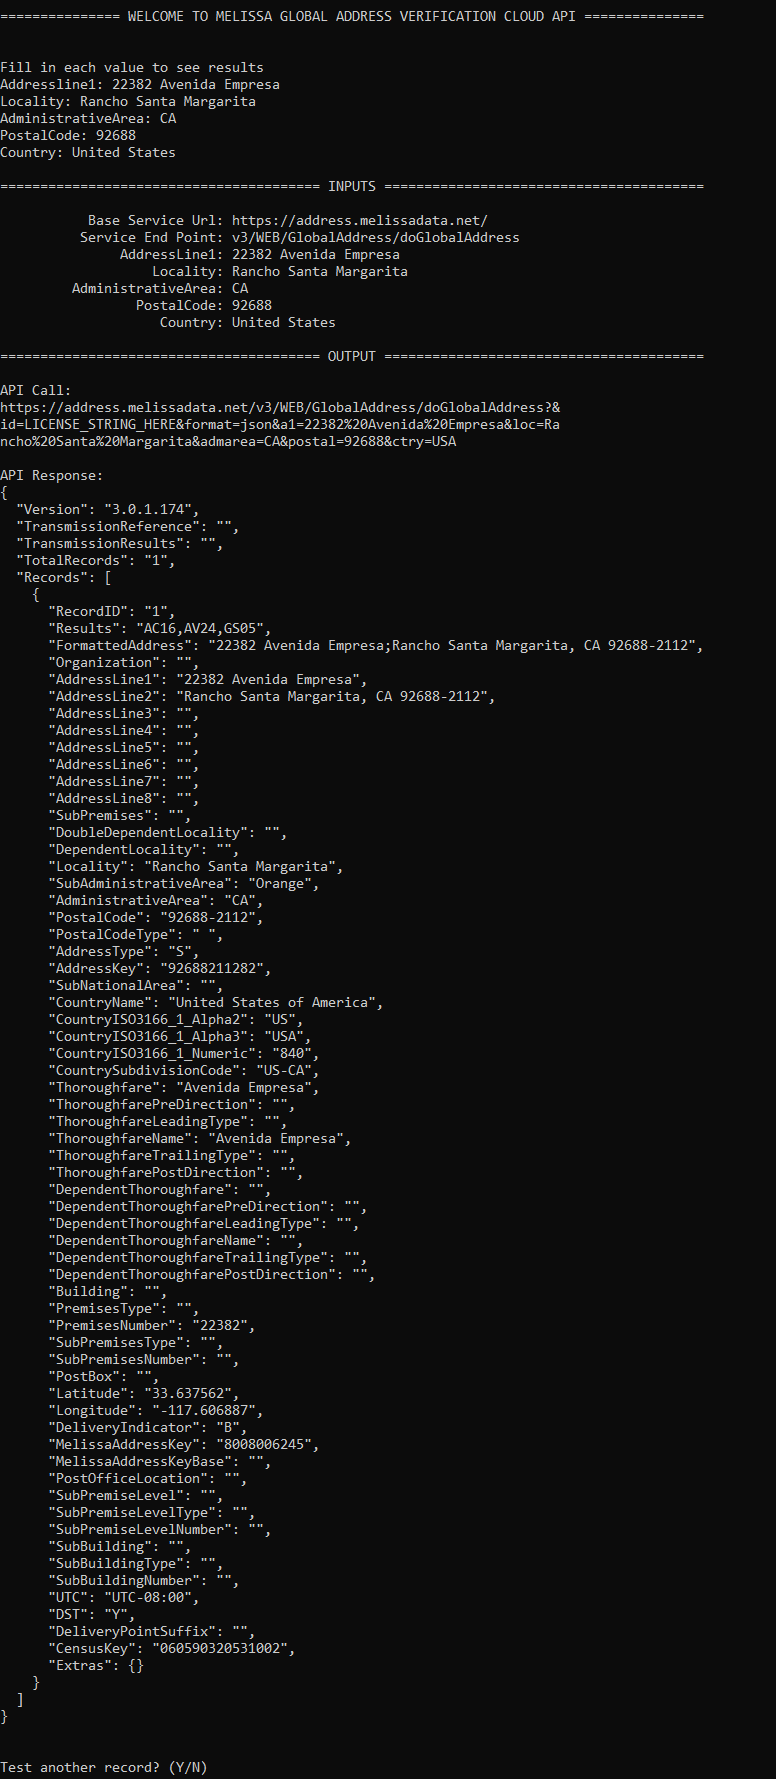 =============== WELCOME TO MELISSA GLOBAL ADDRESS VERIFICATION CLOUD API ===============
Fill in each value to see results
Addressline1: 22382 Avenida Empresa
Locality: Rancho Santa Margarita
AdministrativeArea: CA
PostalCode: 92688
Country: United States
======================================== INPUTS ========================================
Base Service Url: https://address.melissadata.net/
Service End Point: v3/WEB/GlobalAddress/doGlobalAddress
AddressLine1: 22382 Avenida Empresa
Locality: Rancho Santa Margarita
AdministrativeArea: CA
PostalCode: 92688
Country: United States
======================================== OUTPUT ========================================
API Call:
https://address.melissadata.net/v3/WEB/GlobalAddress/doGlobalAddress?&
id=LICENSE_STRING_HERE&format=json&a1=22382%20Avenida%20Empresa&loc=Ra
ncho%20Santa%20Margarita&admarea=CA&postal=92688&ctry=USA
API Response:
{
  "Version": "3.0.1.174",
  "TransmissionReference": "",
  "TransmissionResults": "",
  "TotalRecords": "1",
  "Records": [
    {
      "RecordID": "1",
      "Results": "AC16,AV24,GS05",
      "FormattedAddress": "22382 Avenida Empresa;Rancho Santa Margarita, CA 92688-2112",
      "Organization": "",
      "AddressLine1": "22382 Avenida Empresa",
      "AddressLine2": "Rancho Santa Margarita, CA 92688-2112",
      "AddressLine3": "",
      "AddressLine4": "",
      "AddressLine5": "",
      "AddressLine6": "",
      "AddressLine7": "",
      "AddressLine8": "",
      "SubPremises": "",
      "DoubleDependentLocality": "",
      "DependentLocality": "",
      "Locality": "Rancho Santa Margarita",
      "SubAdministrativeArea": "Orange",
      "AdministrativeArea": "CA",
      "PostalCode": "92688-2112",
      "PostalCodeType": " ",
      "AddressType": "S",
      "AddressKey": "92688211282",
      "SubNationalArea": "",
      "CountryName": "United States of America",
      "CountryISO3166_1_Alpha2": "US",
      "CountryISO3166_1_Alpha3": "USA",
      "CountryISO3166_1_Numeric": "840",
      "CountrySubdivisionCode": "US-CA",
      "Thoroughfare": "Avenida Empresa",
      "ThoroughfarePreDirection": "",
      "ThoroughfareLeadingType": "",
      "ThoroughfareName": "Avenida Empresa",
      "ThoroughfareTrailingType": "",
      "ThoroughfarePostDirection": "",
      "DependentThoroughfare": "",
      "DependentThoroughfarePreDirection": "",
      "DependentThoroughfareLeadingType": "",
      "DependentThoroughfareName": "",
      "DependentThoroughfareTrailingType": "",
      "DependentThoroughfarePostDirection": "",
      "Building": "",
      "PremisesType": "",
      "PremisesNumber": "22382",
      "SubPremisesType": "",
      "SubPremisesNumber": "",
      "PostBox": "",
      "Latitude": "33.637562",
      "Longitude": "-117.606887",
      "DeliveryIndicator": "B",
      "MelissaAddressKey": "8008006245",
      "MelissaAddressKeyBase": "",
      "PostOfficeLocation": "",
      "SubPremiseLevel": "",
      "SubPremiseLevelType": "",
      "SubPremiseLevelNumber": "",
      "SubBuilding": "",
      "SubBuildingType": "",
      "SubBuildingNumber": "",
      "UTC": "UTC-08:00",
      "DST": "Y",
      "DeliveryPointSuffix": "",
      "CensusKey": "060590320531002",
      "Extras": {}
    }
  ]
}
Test another record? (Y/N)